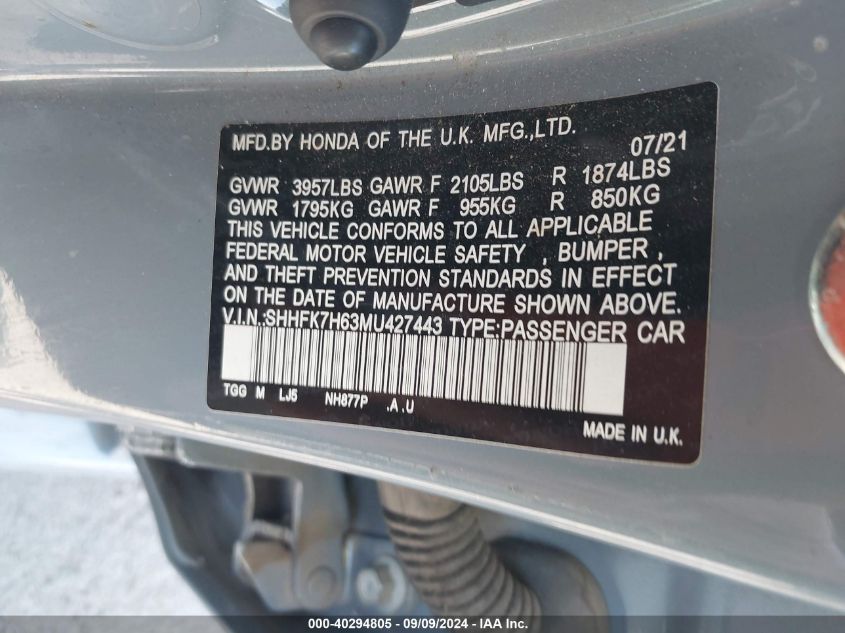 MFD.BY HONDA OF THE U.K. MFG.,LTD. 07/21
GVWR 3957LBS GAWR F 2105LBS R 1874LBS
GVWR 1795KG GAWR F 955KG R 850KG
THIS VEHICLE CONFORMS TO ALL APPLICABLE
FEDERAL MOTOR VEHICLE SAFETY , BUMPER ,
AND THEFT PREVENTION STANDARDS IN EFFECT
ON THE DATE OF MANUFACTURE SHOWN ABOVE.
V.I.N.:SHHFK7H63MU427443 TYPE:PASSENGER CAR
TGG M LJ5 NH877P .A .U
MADE IN U.K.
000-40294805 - 09/09/2024 - IAAI Inc.